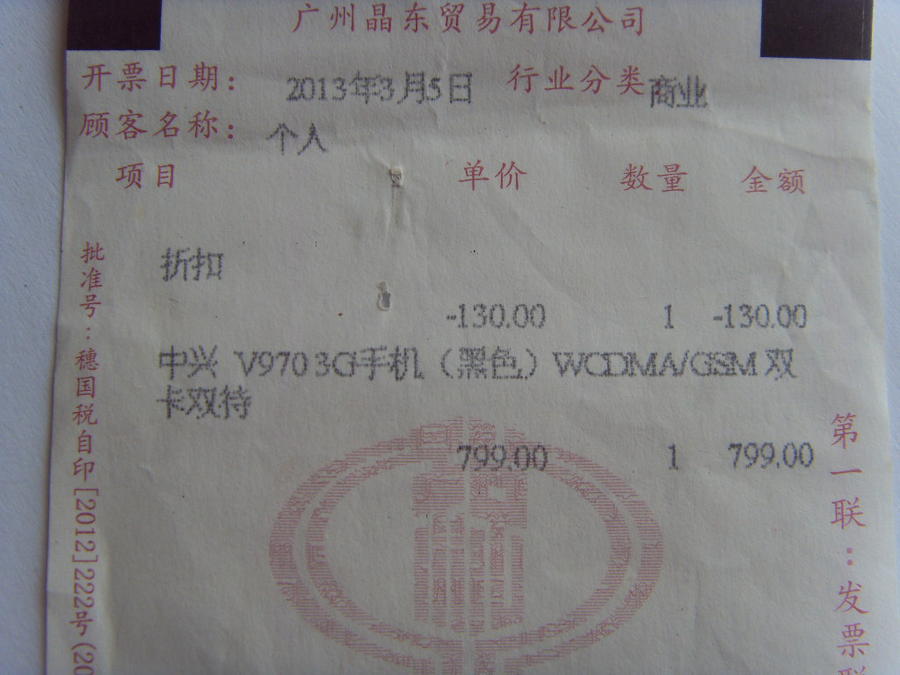 广州晶东贸易有限公司
开票日期： 2013年3月5日 行业分类 商业
顾客名称： 个人
项目 单价 数量 金额
折扣
-130.00 1 -130.00
中兴 V970 3G手机（黑色）WCDMA/GSM 双
卡双待
799.00 1 799.00
批准号：穗国税自印[2012]222号(20
第一联：发票联